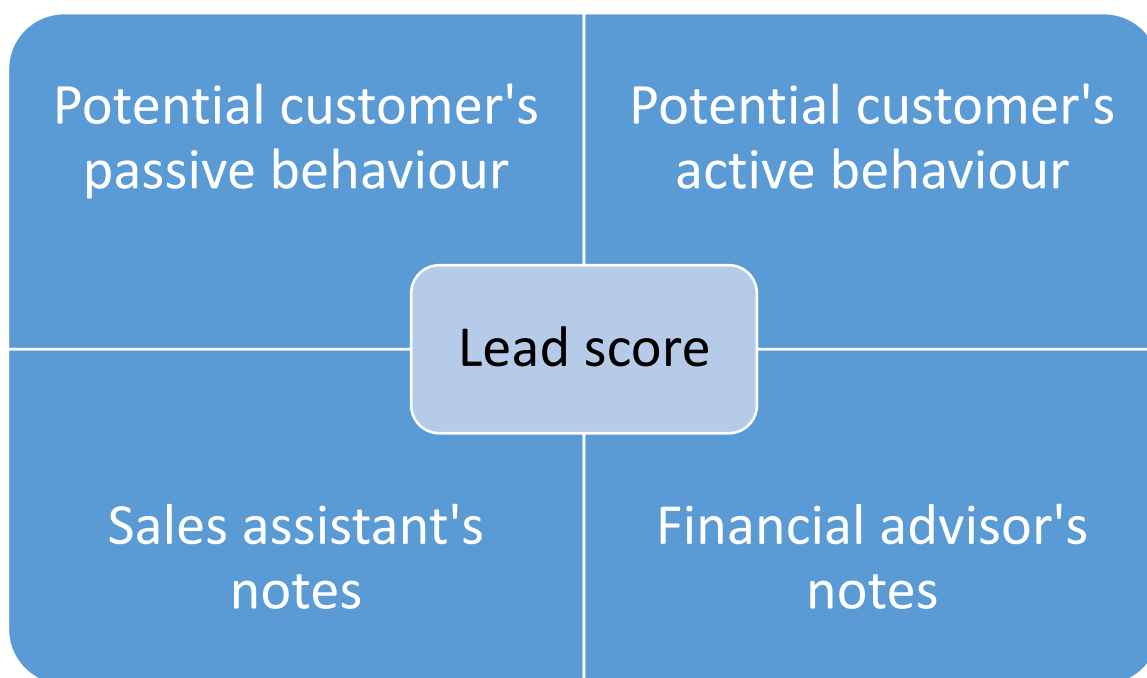 Potential customer's
passive behaviour
Potential customer's
active behaviour
Lead score
Sales assistant's
notes
Financial advisor's
notes